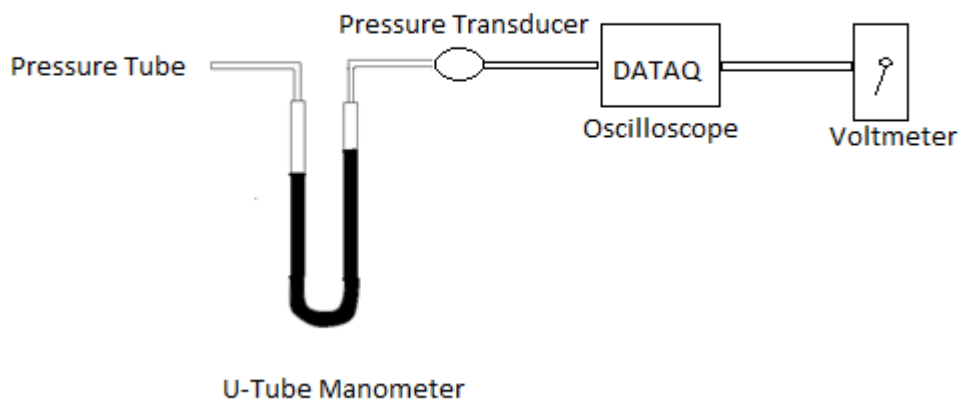 Pressure Transducer
Pressure Tube
DATAQ
Oscilloscope
Voltmeter
U-Tube Manometer